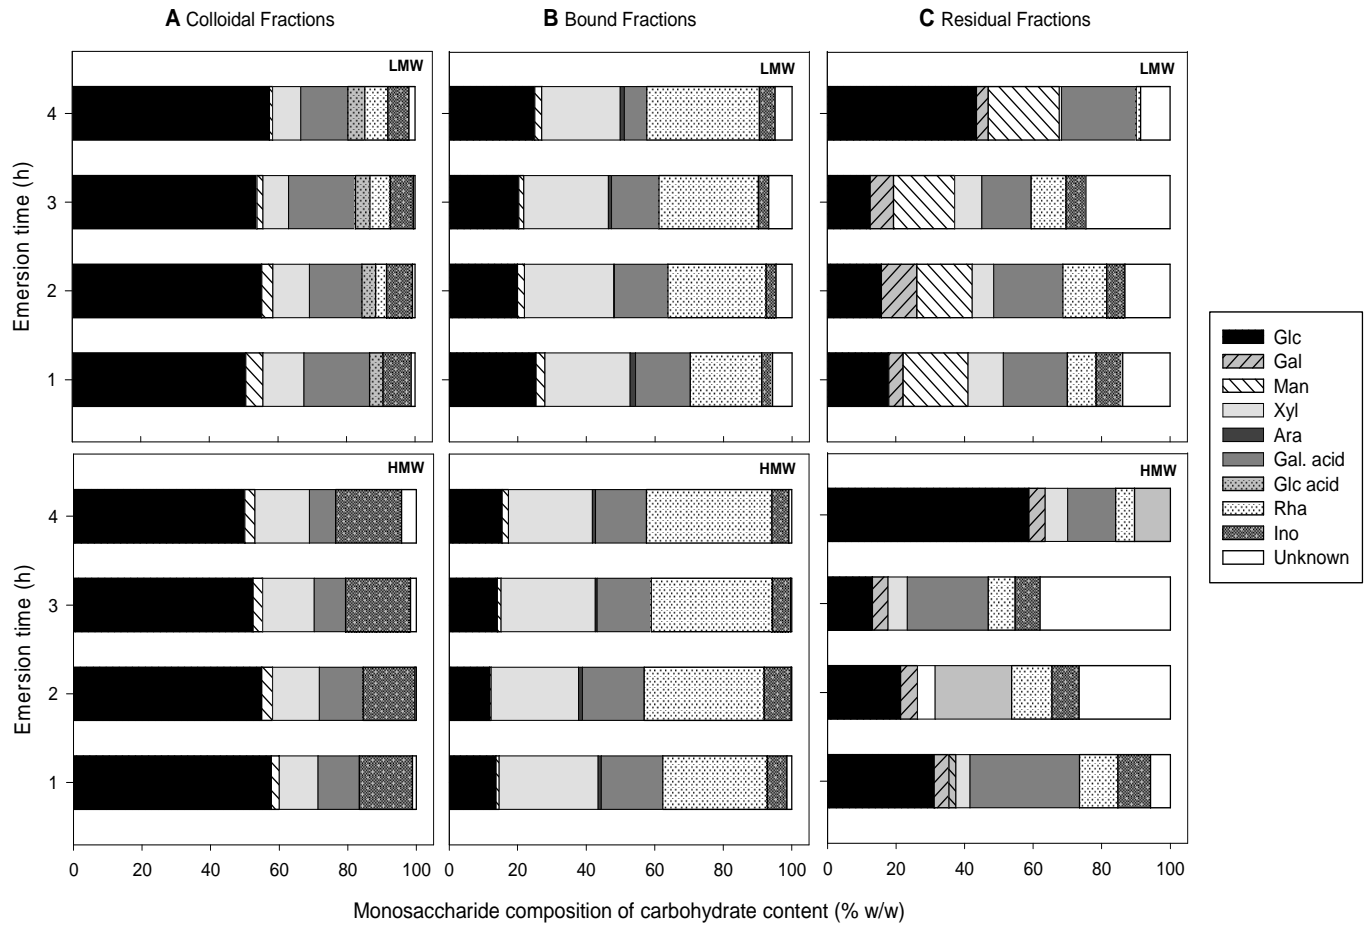 A Colloidal Fractions
B Bound Fractions
C Residual Fractions
LMW
LMW
LMW
Emersion time (h)
4
3
2
1
HMW
HMW
HMW
Emersion time (h)
4
3
2
1
0 20 40 60 80 100
0 20 40 60 80 100
0 20 40 60 80 100
Monosaccharide composition of carbohydrate content (% w/w)
Glc
Gal
Man
Xyl
Ara
Gal. acid
Glc acid
Rha
Ino
Unknown